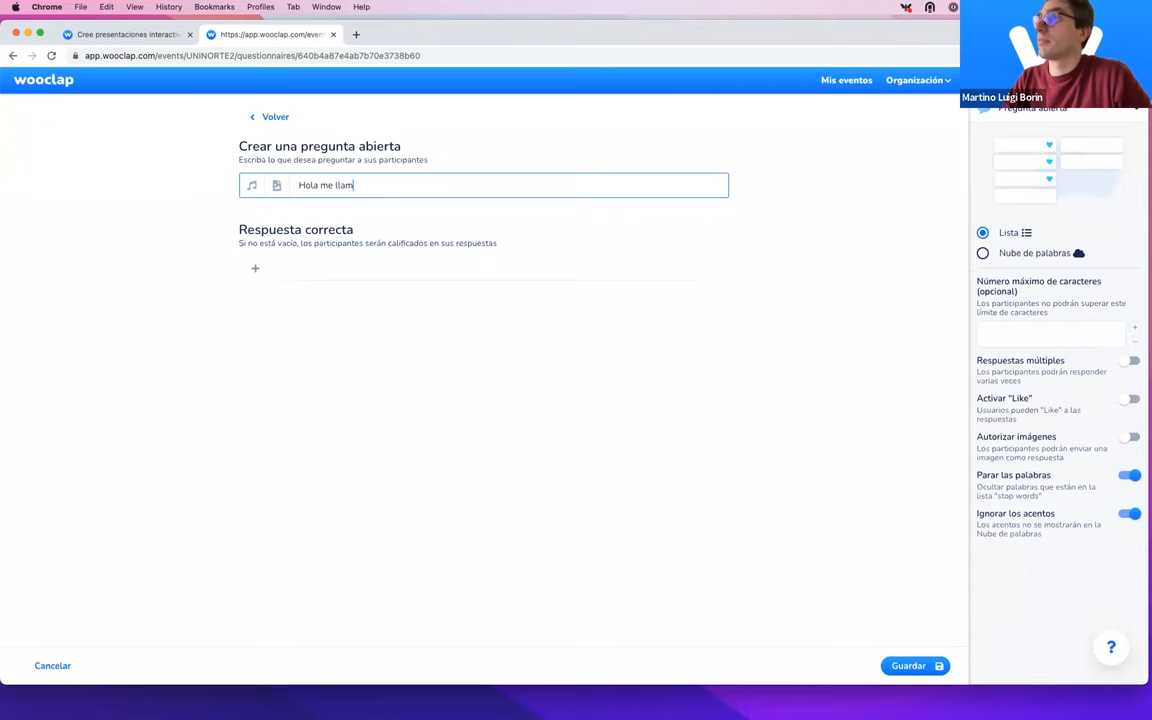 Chrome File Edit View History Bookmarks Profiles Tab Window Help
Cree presentaciones interactiv
https://app.wooclap.com/even
app.wooclap.com/events/UNINORTE2/questionnaires/640b4a87e4ab7b70e3738b60
wooclap
Mis eventos
Organización
Martino Luigi Borin
Pregunta abierta
Volver
Crear una pregunta abierta
Escriba lo que desea preguntar a sus participantes
Hola me llam
Respuesta correcta
Si no está vacío, los participantes serán calificados en sus respuestas
+
Lista
Nube de palabras
Número máximo de caracteres
(opcional)
Los participantes no podrán superar este
límite de caracteres
+
-
Respuestas múltiples
Los participantes podrán responder
varias veces
Activar "Like"
Usuarios pueden "Like" a las
respuestas
Autorizar imágenes
Los participantes podrán enviar una
imagen como respuesta
Parar las palabras
Ocultar palabras que están en la
lista "stop words"
Ignorar los acentos
Los acentos no se mostrarán en la
Nube de palabras
?
Cancelar
Guardar